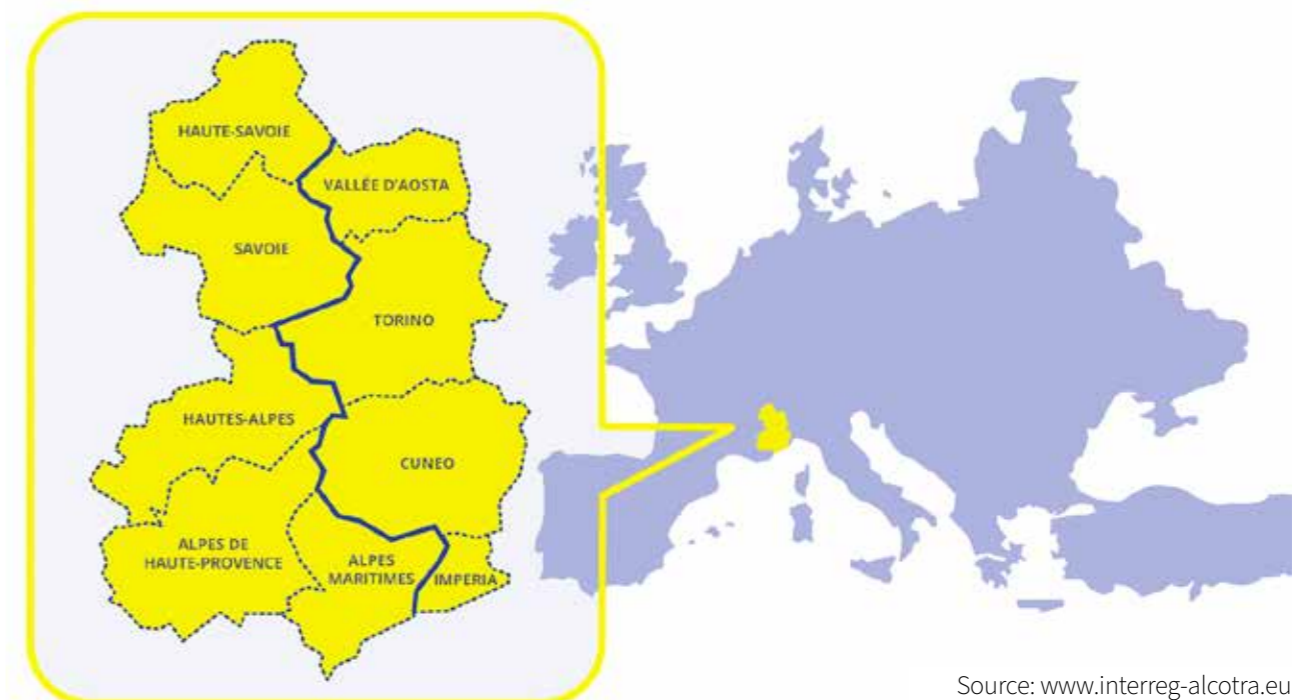 HAUTE-SAVOIE
VALLÉE D'AOSTA
SAVOIE
TORINO
HAUTES-ALPES
CUNEO
ALPES DE
HAUTE-PROVENCE
ALPES
MARITIMES
IMPERIA
Source: www.interreg-alcotra.eu